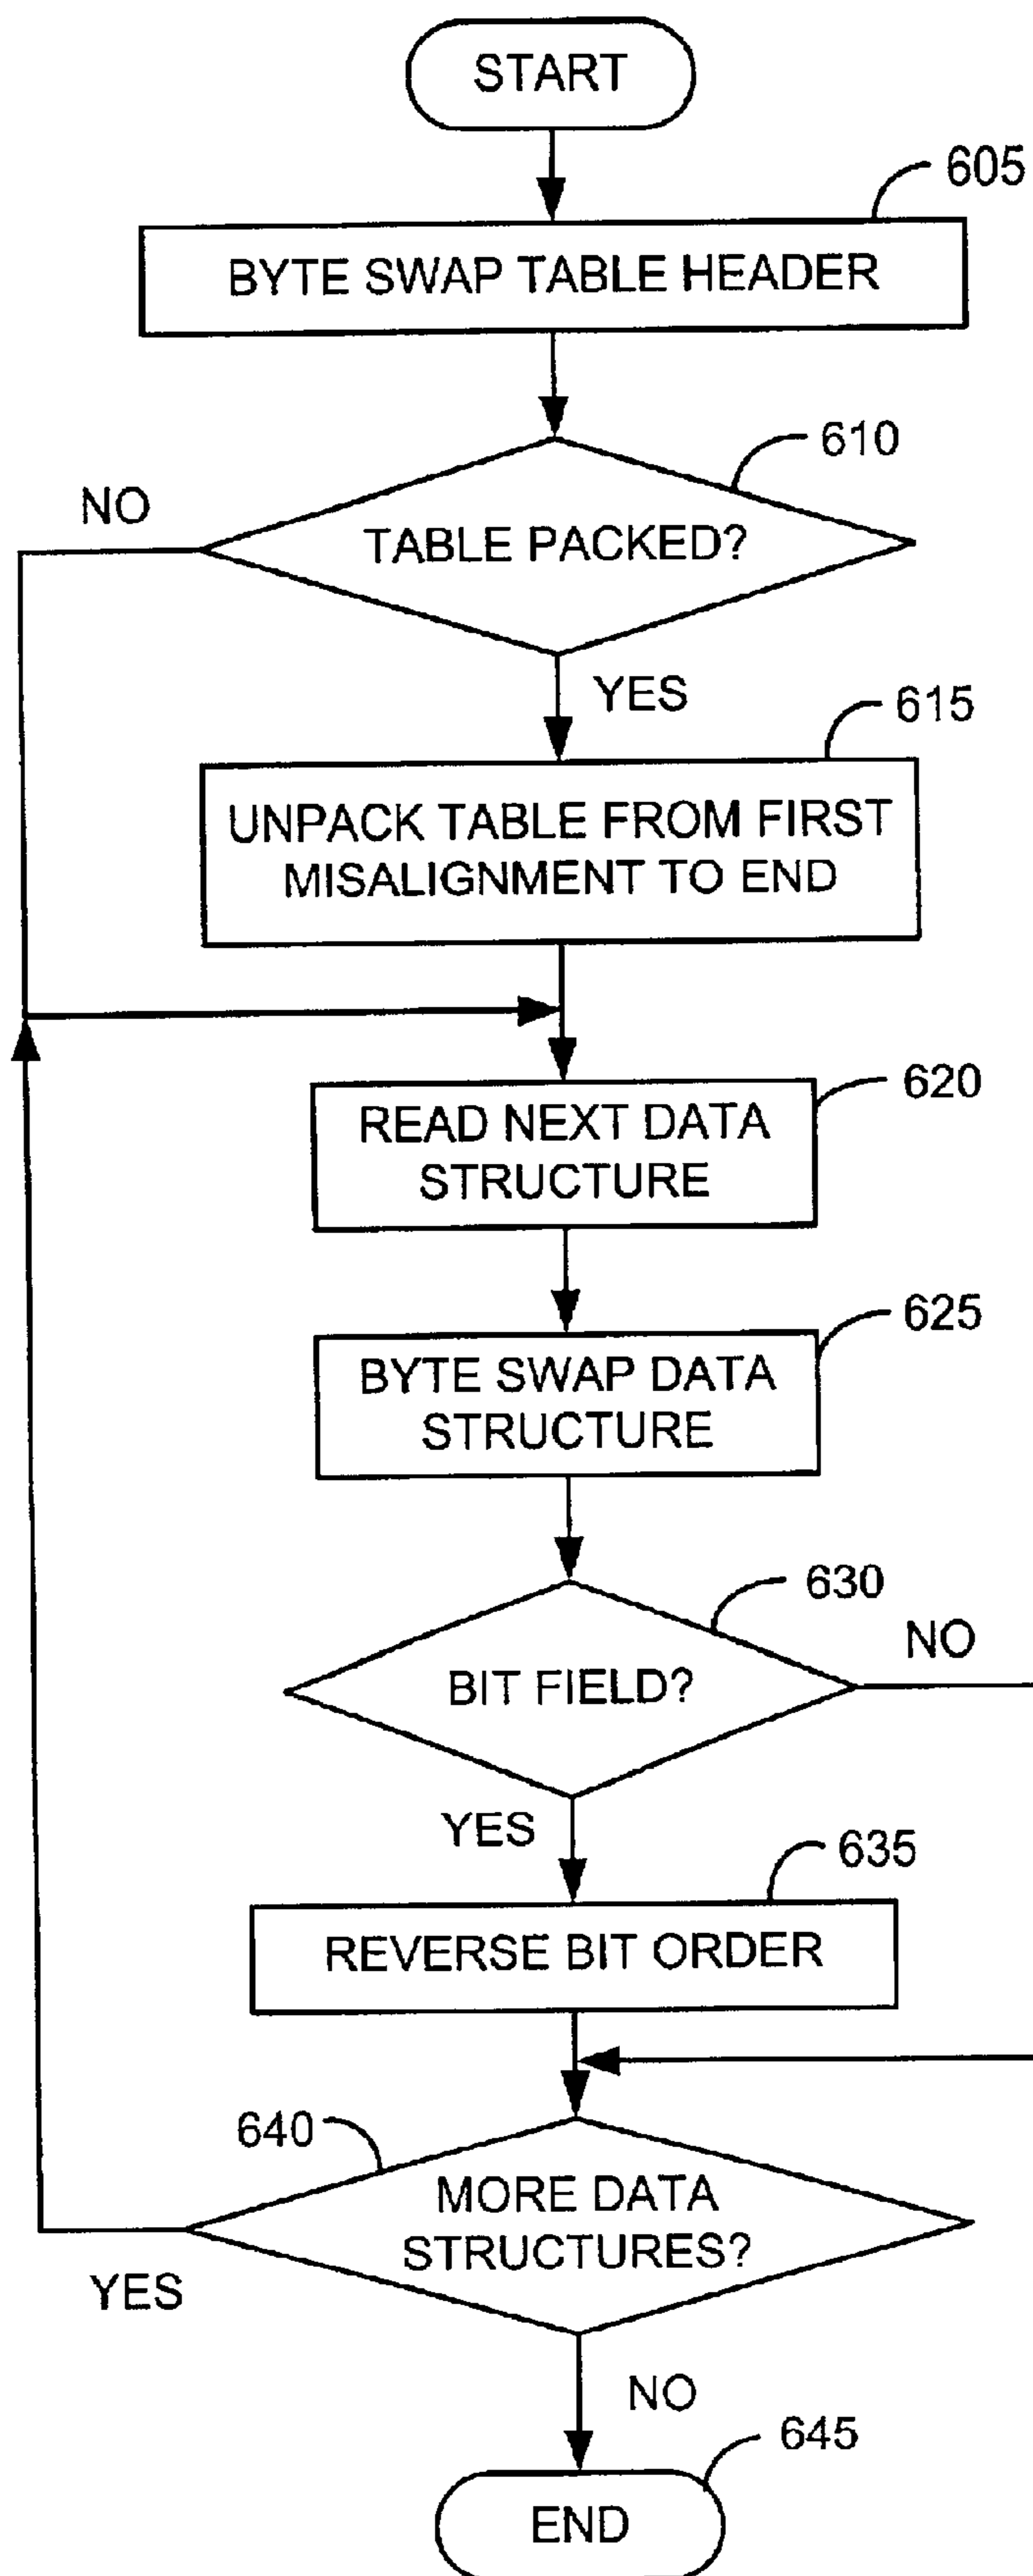 START
605
BYTE SWAP TABLE HEADER
610
NO
TABLE PACKED?
YES
615
UNPACK TABLE FROM FIRST
MISALIGNMENT TO END
620
READ NEXT DATA
STRUCTURE
625
BYTE SWAP DATA
STRUCTURE
630
NO
BIT FIELD?
YES
635
REVERSE BIT ORDER
640
MORE DATA
STRUCTURES?
YES
NO
645
END